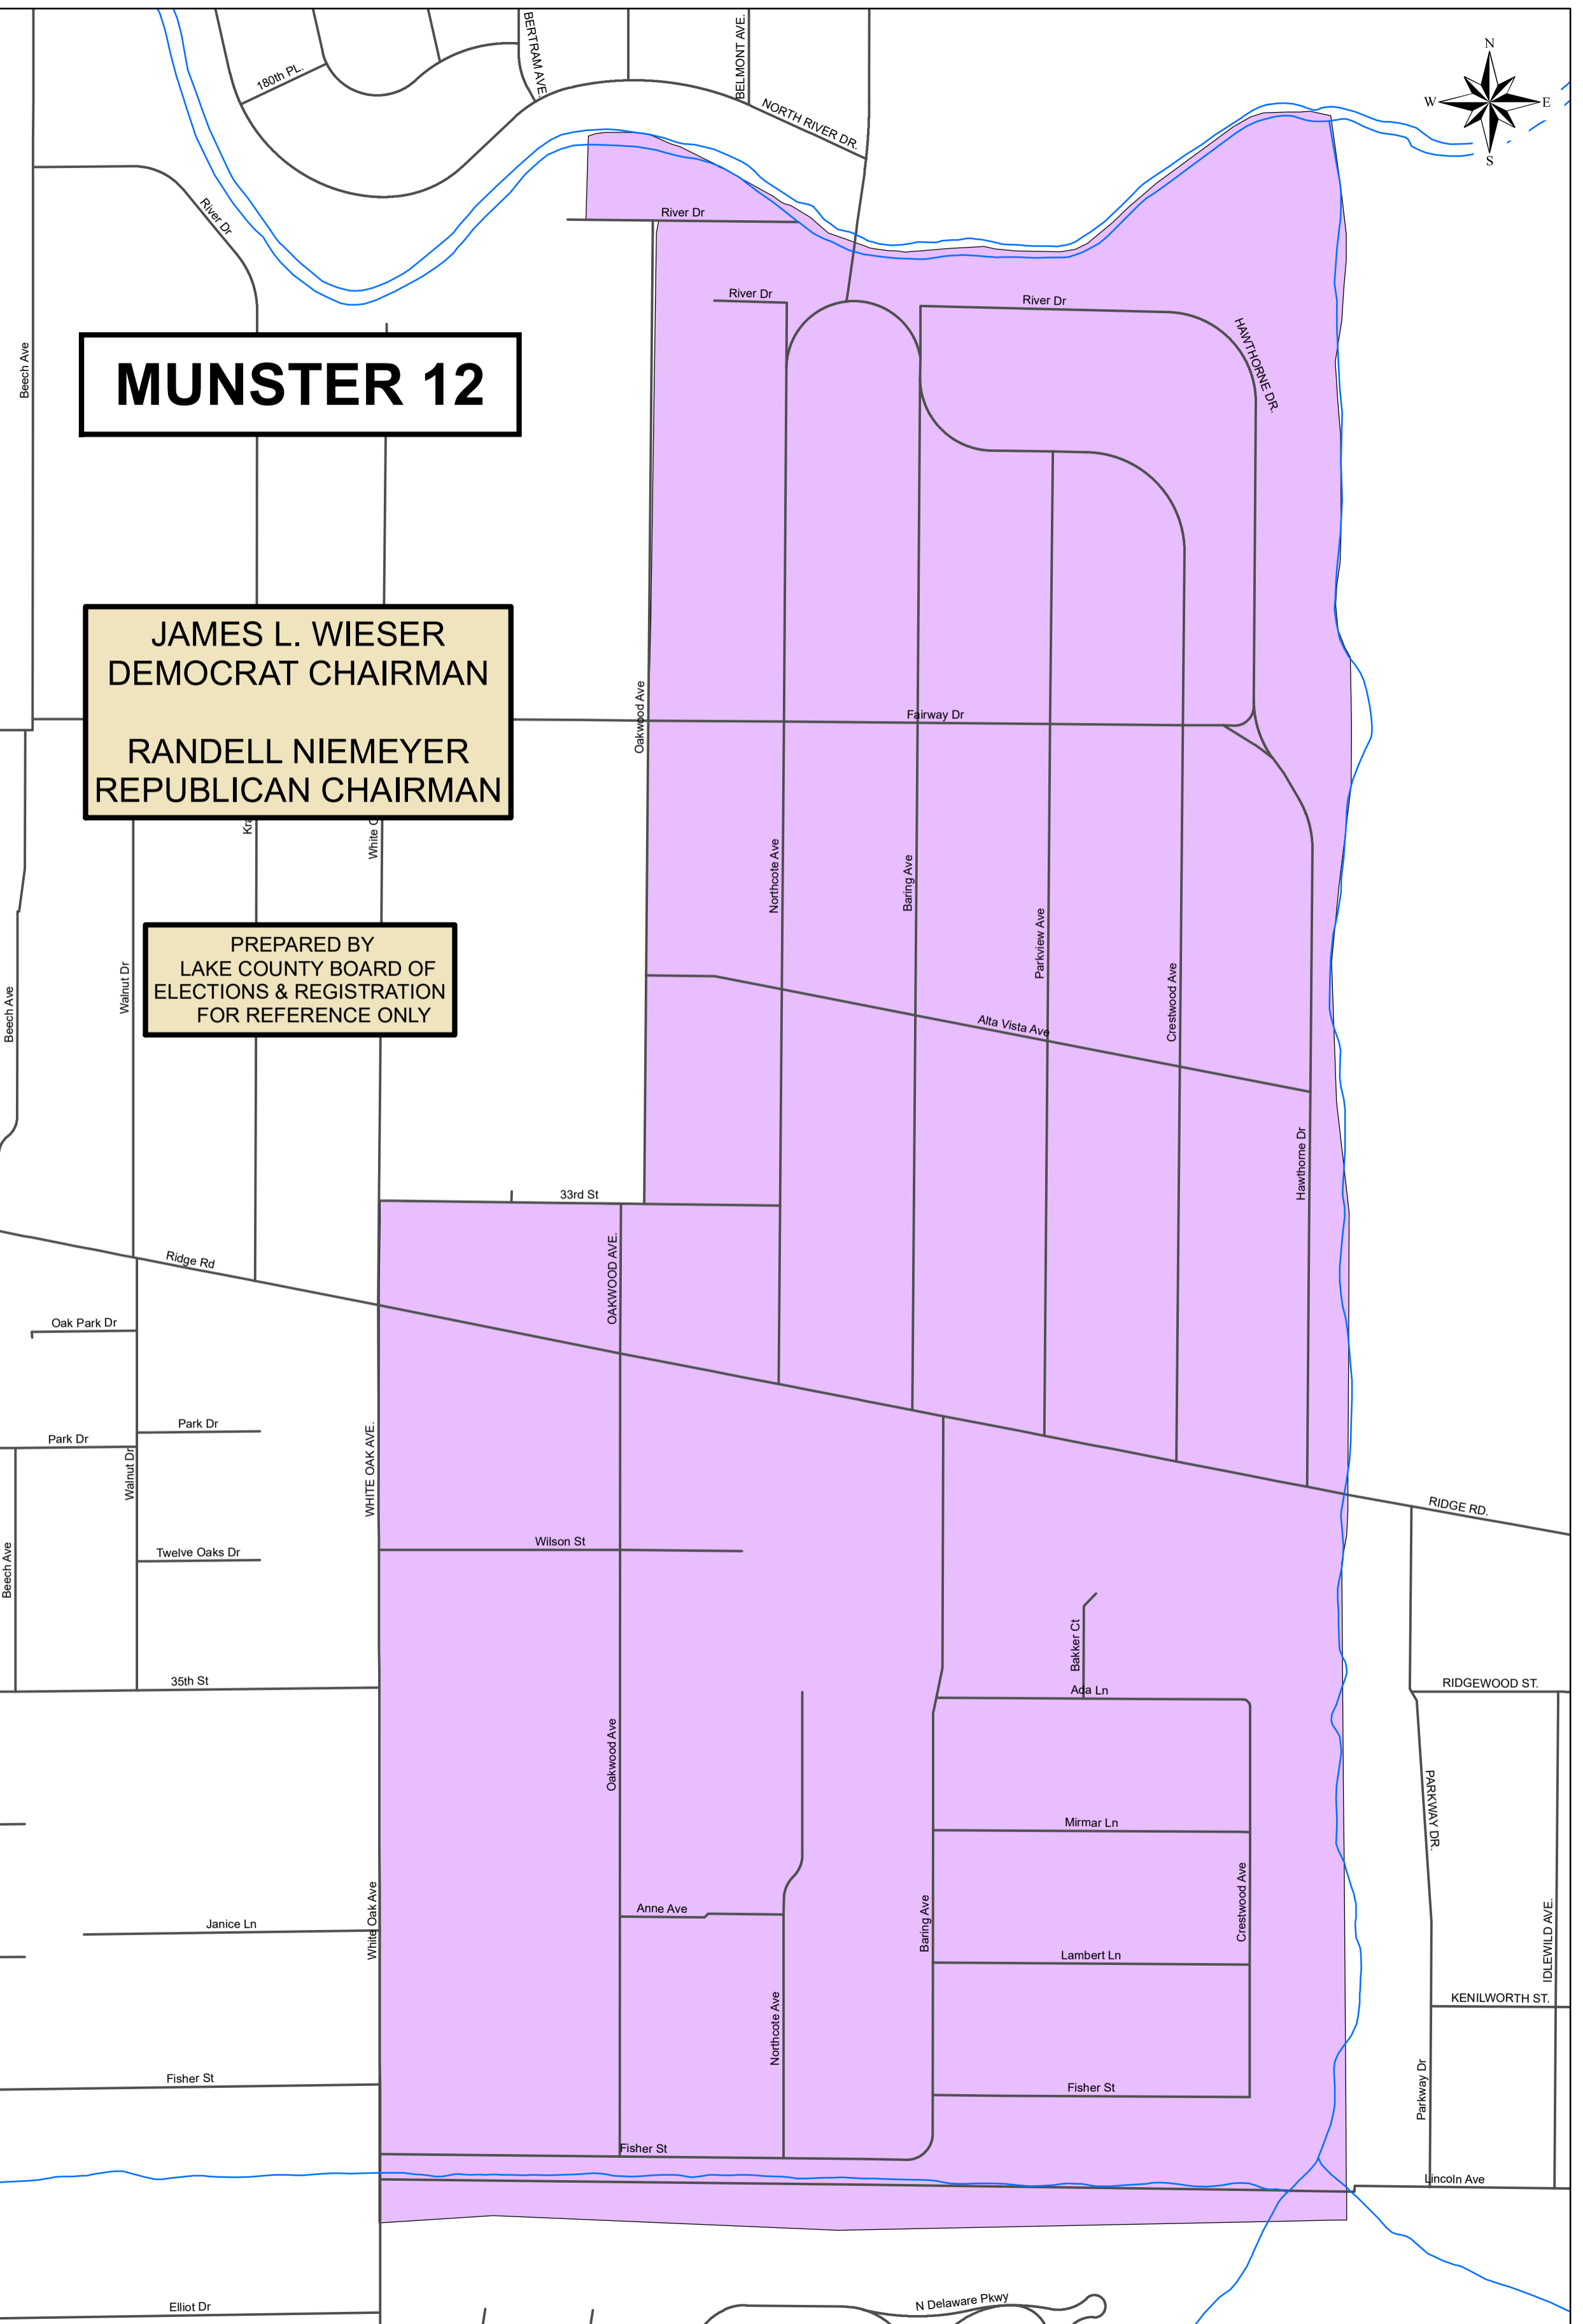 BERTRAM AVE.
BELMONT AVE.
180th PL.
NORTH RIVER DR.
N
W
E
S
River Dr
River Dr
River Dr
River Dr
HAWTHORNE DR.
Beech Ave
MUNSTER 12
JAMES L. WIESER
DEMOCRAT CHAIRMAN
RANDELL NIEMEYER
REPUBLICAN CHAIRMAN
Oakwood Ave
Fairway Dr
Kra
White O
Northcote Ave
Baring Ave
Parkview Ave
Crestwood Ave
PREPARED BY
LAKE COUNTY BOARD OF
ELECTIONS & REGISTRATION
FOR REFERENCE ONLY
Walnut Dr
Beech Ave
Alta Vista Ave
Hawthorne Dr
33rd St
OAKWOOD AVE.
Ridge Rd
Oak Park Dr
Park Dr
Park Dr
Walnut Dr
WHITE OAK AVE.
RIDGE RD.
Wilson St
Twelve Oaks Dr
Beech Ave
Bakker Ct
35th St
Ada Ln
RIDGEWOOD ST.
Oakwood Ave
PARKWAY DR.
Mirmar Ln
Anne Ave
Janice Ln
White Oak Ave
Baring Ave
Crestwood Ave
Lambert Ln
IDLEWILD AVE.
KENILWORTH ST.
Northcote Ave
Fisher St
Fisher St
Parkway Dr
Fisher St
Lincoln Ave
Elliot Dr
N Delaware Pkwy